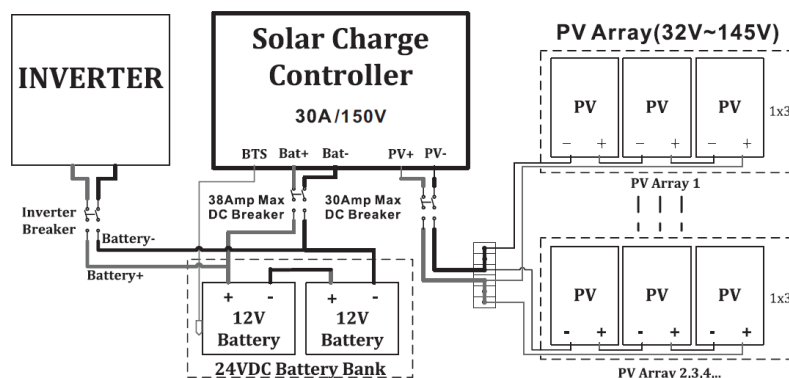 INVERTER
Solar Charge
Controller
30A/150V
BTS Bat+ Bat- PV+ PV-
PV Array(32V~145V)
PV PV PV 1x3
- + - + - +
PV Array 1
Inverter
Breaker
38Amp Max
DC Breaker
30Amp Max
DC Breaker
Battery-
Battery+
+ - + -
12V
Battery
12V
Battery
24VDC Battery Bank
PV PV PV 1x3
- + - + - +
PV Array 2,3,4...